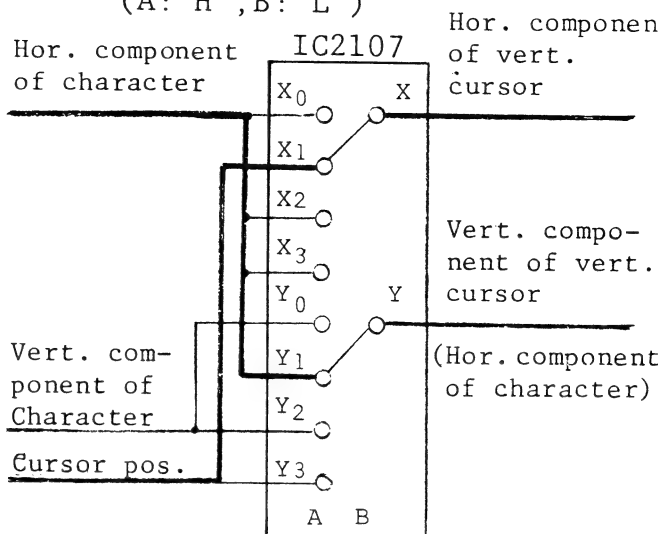 (A: "H", B: "L")
Hor. componen
of vert.
cursor
Hor. component
of character
IC2107
X0
X
X1
X2
X3
Y0
Y
Y1
Y2
Y3
A B
Vert. compo-
nent of vert.
cursor
(Hor. component
of character)
Vert. com-
ponent of
Character
Cursor pos.